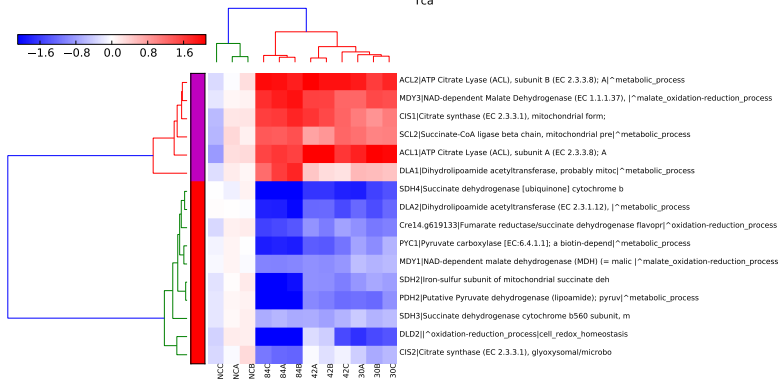 Tca
−1.6 −0.8 0.0 0.8 1.6
ACL2|ATP Citrate Lyase (ACL), subunit B (EC 2.3.3.8); A|^metabolic_process
MDY3|NAD-dependent Malate Dehydrogenase (EC 1.1.1.37), |^malate_oxidation-reduction_process
CIS1|Citrate synthase (EC 2.3.3.1), mitochondrial form;
SCL2|Succinate-CoA ligase beta chain, mitochondrial pre|^metabolic_process
ACL1|ATP Citrate Lyase (ACL), subunit A (EC 2.3.3.8); A
DLA1|Dihydrolipoamide acetyltransferase, probably mitoc|^metabolic_process
SDH4|Succinate dehydrogenase [ubiquinone] cytochrome b
DLA2|Dihydrolipoamide acetyltransferase (EC 2.3.1.12), |^metabolic_process
Cre14.g619133|Fumarate reductase/succinate dehydrogenase flavopr|^oxidation-reduction_process
PYC1|Pyruvate carboxylase [EC:6.4.1.1]; a biotin-depend|^metabolic_process
MDY1|NAD-dependent malate dehydrogenase (MDH) (= malic |^malate_oxidation-reduction_process
SDH2|Iron-sulfur subunit of mitochondrial succinate deh
PDH2|Putative Pyruvate dehydrogenase (lipoamide); pyruv|^metabolic_process
SDH3|Succinate dehydrogenase cytochrome b560 subunit, m
DLD2||^oxidation-reduction_process|cell_redox_homeostasis
CIS2|Citrate synthase (EC 2.3.3.1), glyoxysomal/microbo
NCC NCA NCB 84C 84A 84B 42A 42B 42C 30A 30B 30C